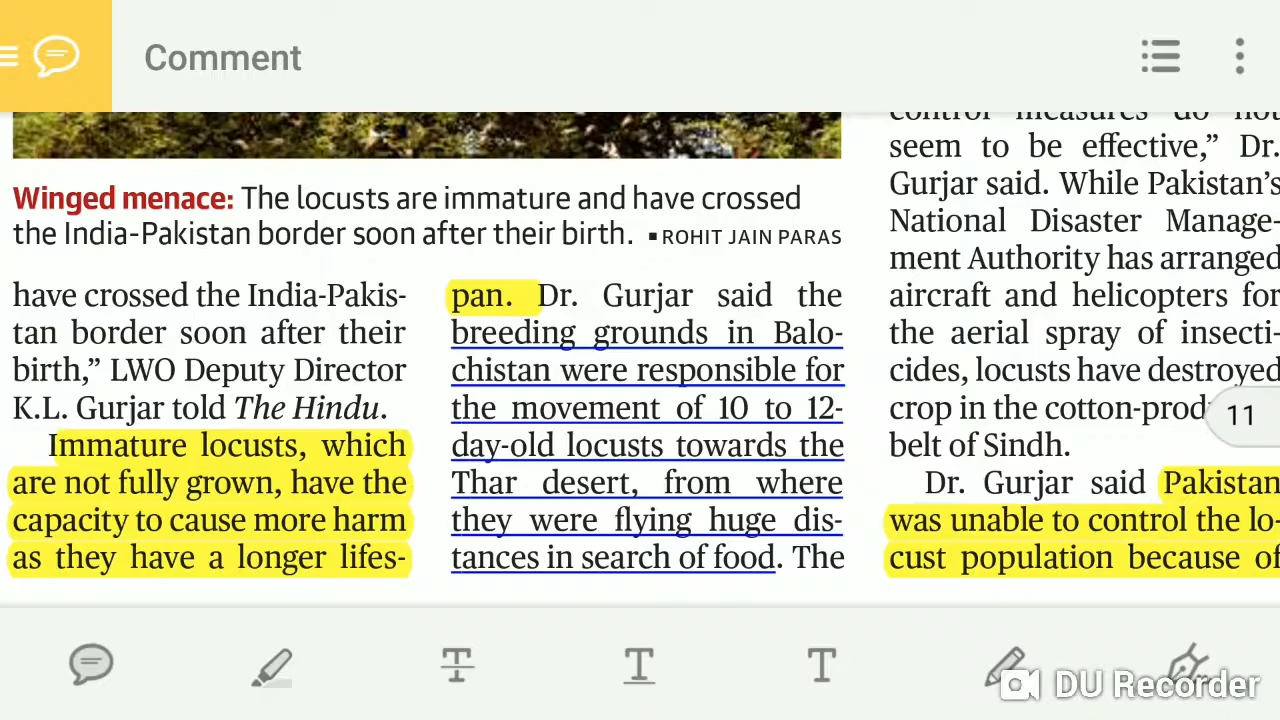 Comment
Winged menace: The locusts are immature and have crossed
the India-Pakistan border soon after their birth. ▪ ROHIT JAIN PARAS
have crossed the India-Pakis-
tan border soon after their
birth,” LWO Deputy Director
K.L. Gurjar told The Hindu.
Immature locusts, which
are not fully grown, have the
capacity to cause more harm
as they have a longer lifes-
pan. Dr. Gurjar said the
breeding grounds in Balo-
chistan were responsible for
the movement of 10 to 12-
day-old locusts towards the
Thar desert, from where
they were flying huge dis-
tances in search of food. The
control measures do not
seem to be effective,” Dr.
Gurjar said. While Pakistan’s
National Disaster Manage-
ment Authority has arranged
aircraft and helicopters for
the aerial spray of insecti-
cides, locusts have destroyed
crop in the cotton-prod
belt of Sindh.
Dr. Gurjar said Pakistan
was unable to control the lo-
cust population because of
11
T T T
DU Recorder